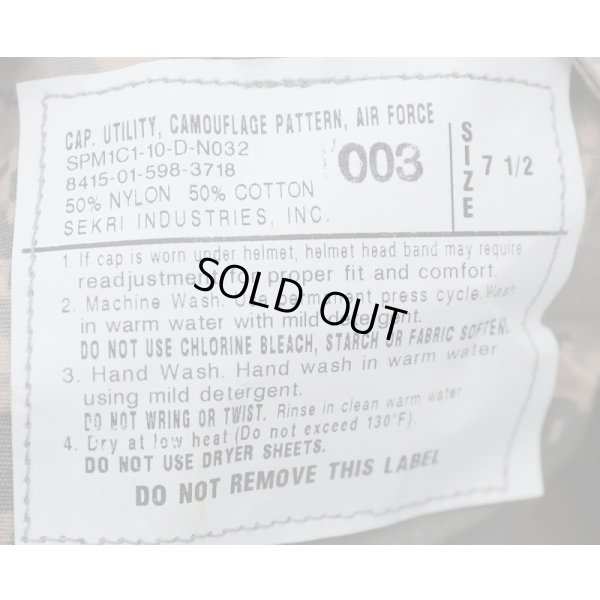 CAP, UTILITY, CAMOUFLAGE PATTERN, AIR FORCE
SPM1C1-10-D-N032
8415-01-598-3718
50% NYLON 50% COTTON
SEKRI INDUSTRIES, INC.
003
SIZE
7 1/2
1. If cap is worn under helmet, helmet head band may require
readjustment for proper fit and comfort.
2. Machine Wash. Use permanent press cycle. Wash
in warm water with mild detergent.
DO NOT USE CHLORINE BLEACH, STARCH OR FABRIC SOFTEN.
3. Hand Wash. Hand wash in warm water
using mild detergent.
DO NOT WRING OR TWIST. Rinse in clean warm water.
4. Dry at low heat (Do not exceed 130°F).
DO NOT USE DRYER SHEETS.
DO NOT REMOVE THIS LABEL
SOLD OUT